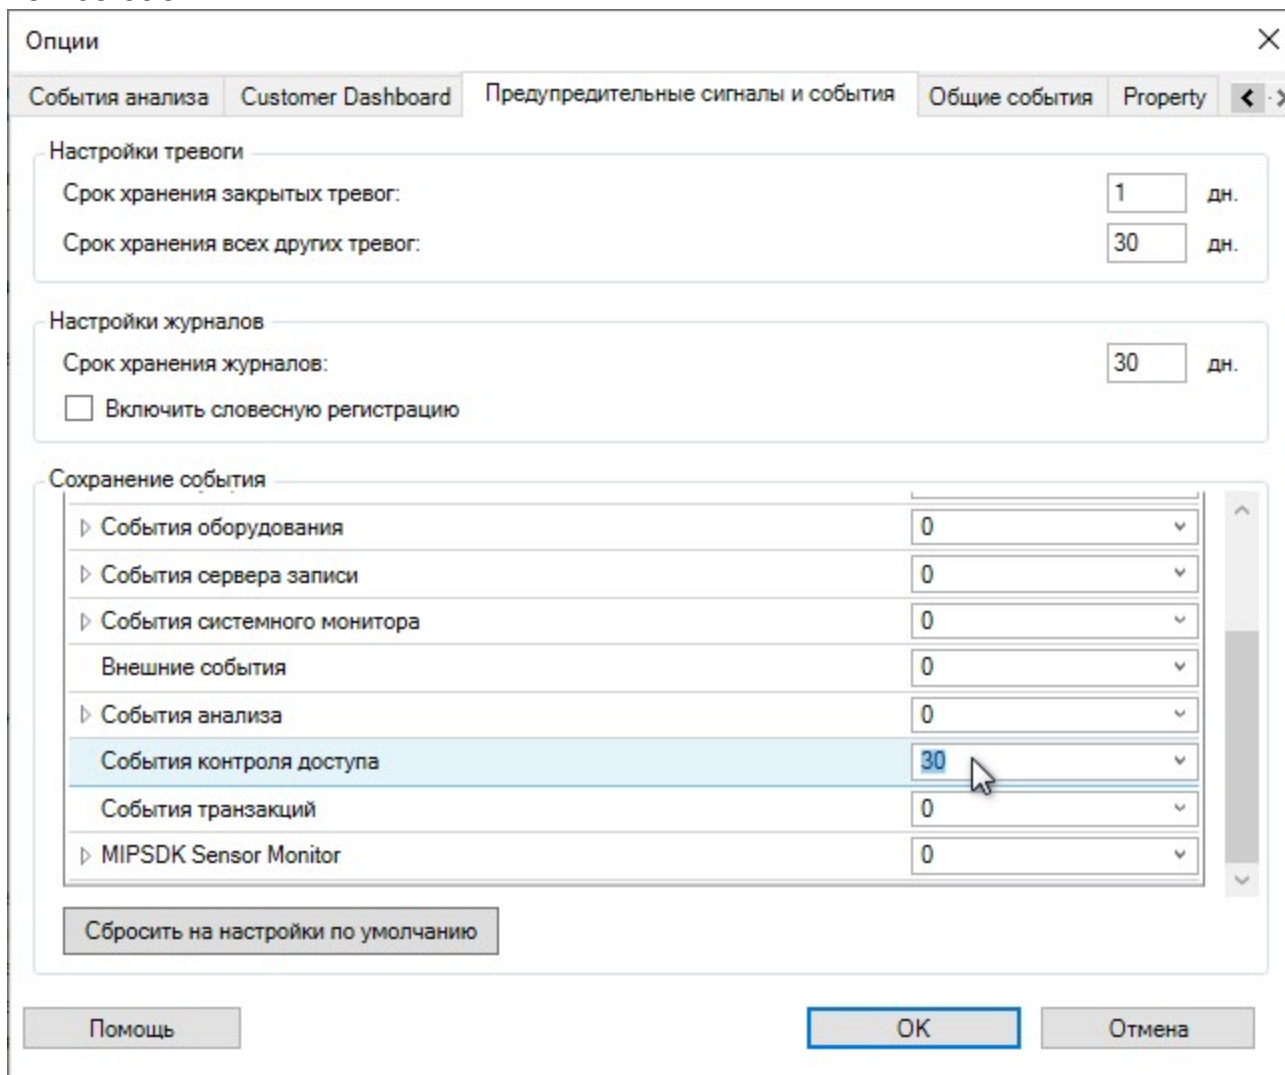 Опции
События анализа Customer Dashboard Предупредительные сигналы и события Общие события Property
Настройки тревоги
Срок хранения закрытых тревог: 1 дн.
Срок хранения всех других тревог: 30 дн.
Настройки журналов
Срок хранения журналов: 30 дн.
Включить словесную регистрацию
Сохранение события
События оборудования 0
События сервера записи 0
События системного монитора 0
Внешние события 0
События анализа 0
События контроля доступа 30
События транзакций 0
MIPSDK Sensor Monitor 0
Сбросить на настройки по умолчанию
Помощь OK Отмена